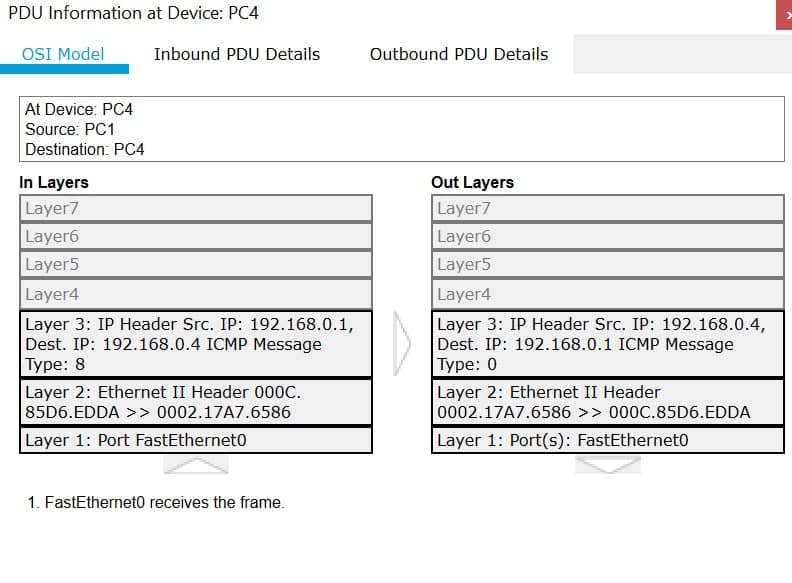 PDU Information at Device: PC4
OSI Model
Inbound PDU Details
Outbound PDU Details
At Device: PC4
Source: PC1
Destination: PC4
In Layers
Layer7
Layer6
Layer5
Layer4
Layer 3: IP Header Src. IP: 192.168.0.1,
Dest. IP: 192.168.0.4 ICMP Message
Type: 8
Layer 2: Ethernet II Header 000C.
85D6.EDDA >> 0002.17A7.6586
Layer 1: Port FastEthernet0
Out Layers
Layer7
Layer6
Layer5
Layer4
Layer 3: IP Header Src. IP: 192.168.0.4,
Dest. IP: 192.168.0.1 ICMP Message
Type: 0
Layer 2: Ethernet II Header
0002.17A7.6586 >> 000C.85D6.EDDA
Layer 1: Port(s): FastEthernet0
1. FastEthernet0 receives the frame.